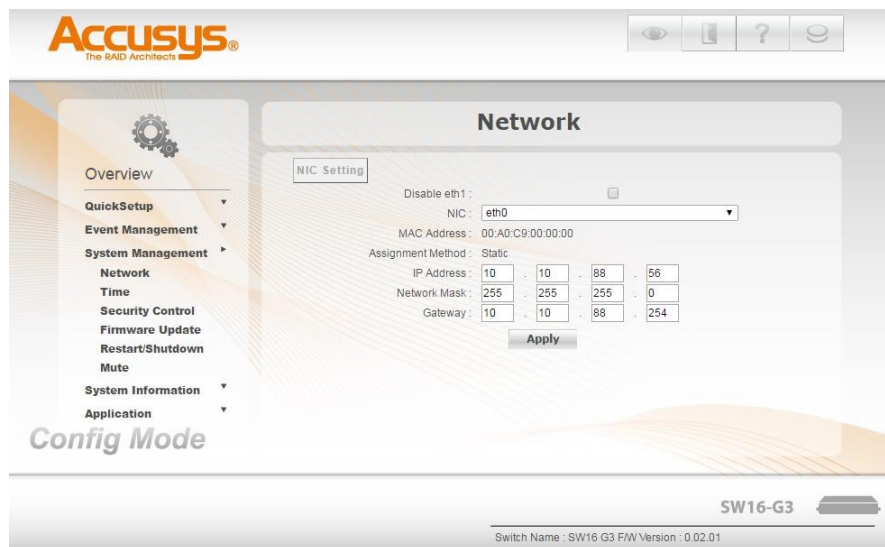 Accusys®
The RAID Architects
?
Network
Overview
QuickSetup
Event Management
System Management
Network
Time
Security Control
Firmware Update
Restart/Shutdown
Mute
System Information
Application
Config Mode
NIC Setting
Disable eth1 :
NIC : eth0
MAC Address : 00:A0:C9:00:00:00
Assignment Method : Static
IP Address : 10 . 10 . 88 . 56
Network Mask : 255 . 255 . 255 . 0
Gateway : 10 . 10 . 88 . 254
Apply
SW16-G3
Switch Name : SW16 G3 F/W Version : 0.02.01